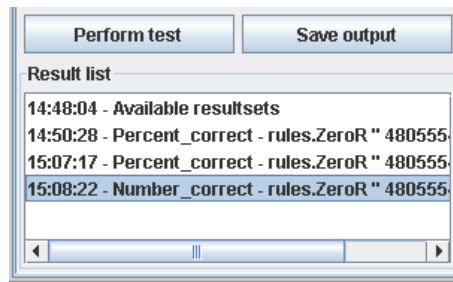 Perform test
Save output
Result list
14:48:04 - Available resultsets
14:50:28 - Percent_correct - rules.ZeroR '' 480555
15:07:17 - Percent_correct - rules.ZeroR '' 480555
15:08:22 - Number_correct - rules.ZeroR '' 480555